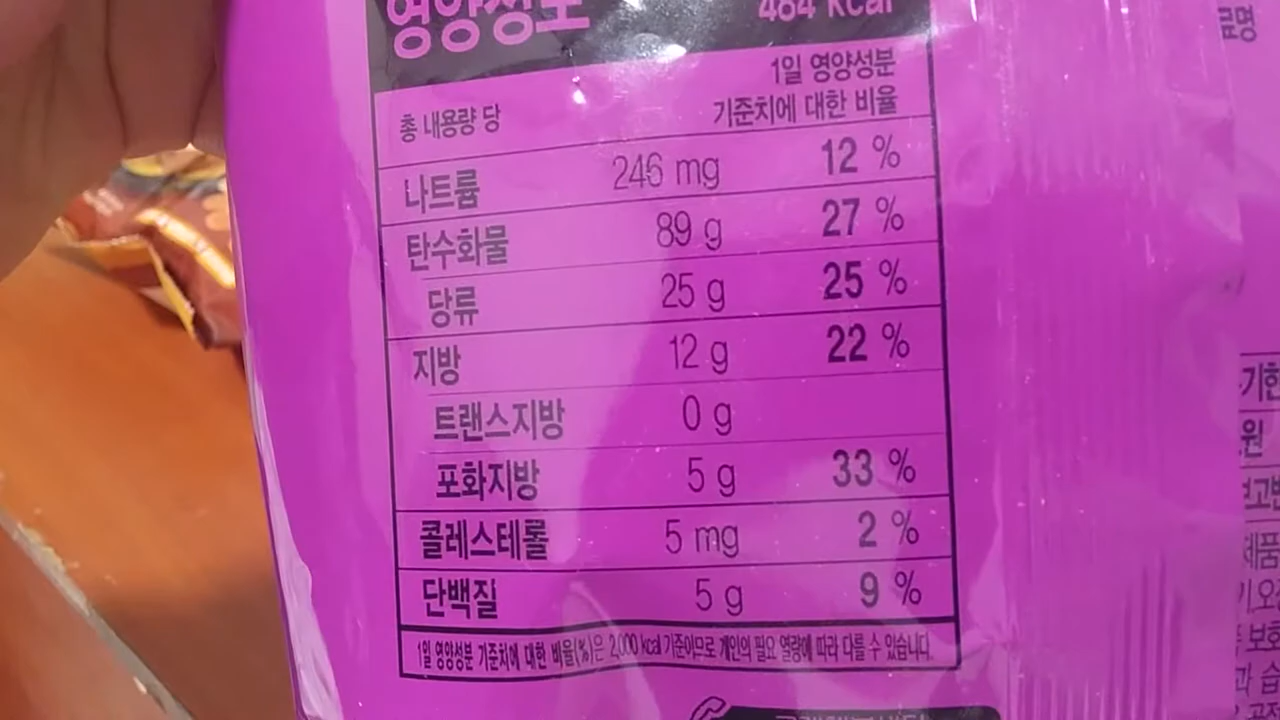 영양정보
464 kcal
총 내용량 당
1일 영양성분
기준치에 대한 비율
나트륨 246 mg 12 %
탄수화물 89 g 27 %
당류 25 g 25 %
지방 12 g 22 %
트랜스지방 0 g
포화지방 5 g 33 %
콜레스테롤 5 mg 2 %
단백질 5 g 9 %
1일 영양성분 기준치에 대한 비율(%)은 2,000 kcal 기준이므로 개인의 필요 열량에 따라 다를 수 있습니다.